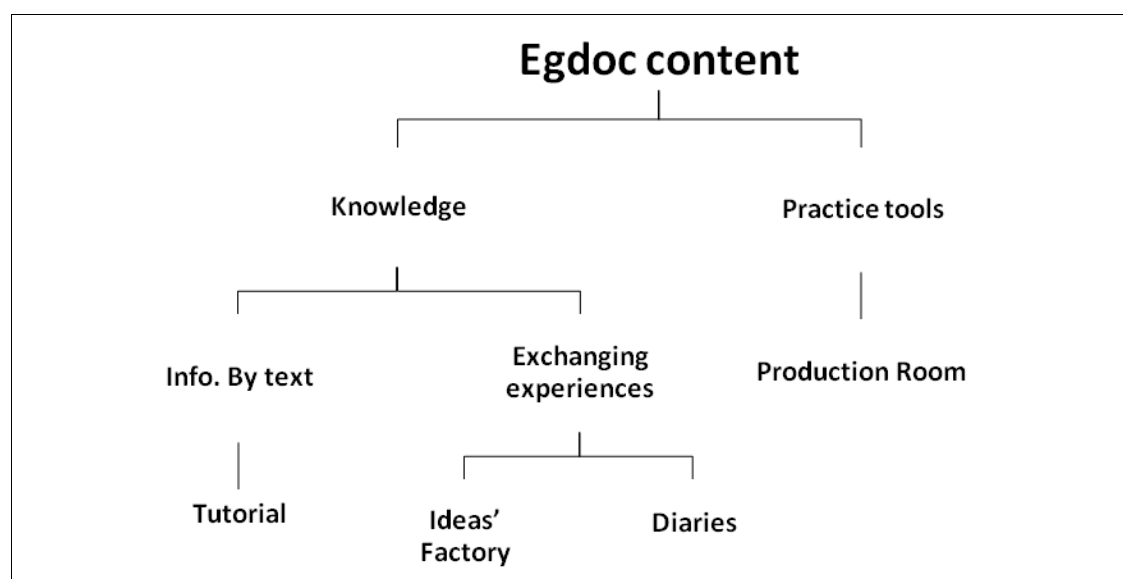 Egdoc content
Knowledge
Practice tools
Info. By text
Exchanging
experiences
Production Room
Tutorial
Ideas’
Factory
Diaries